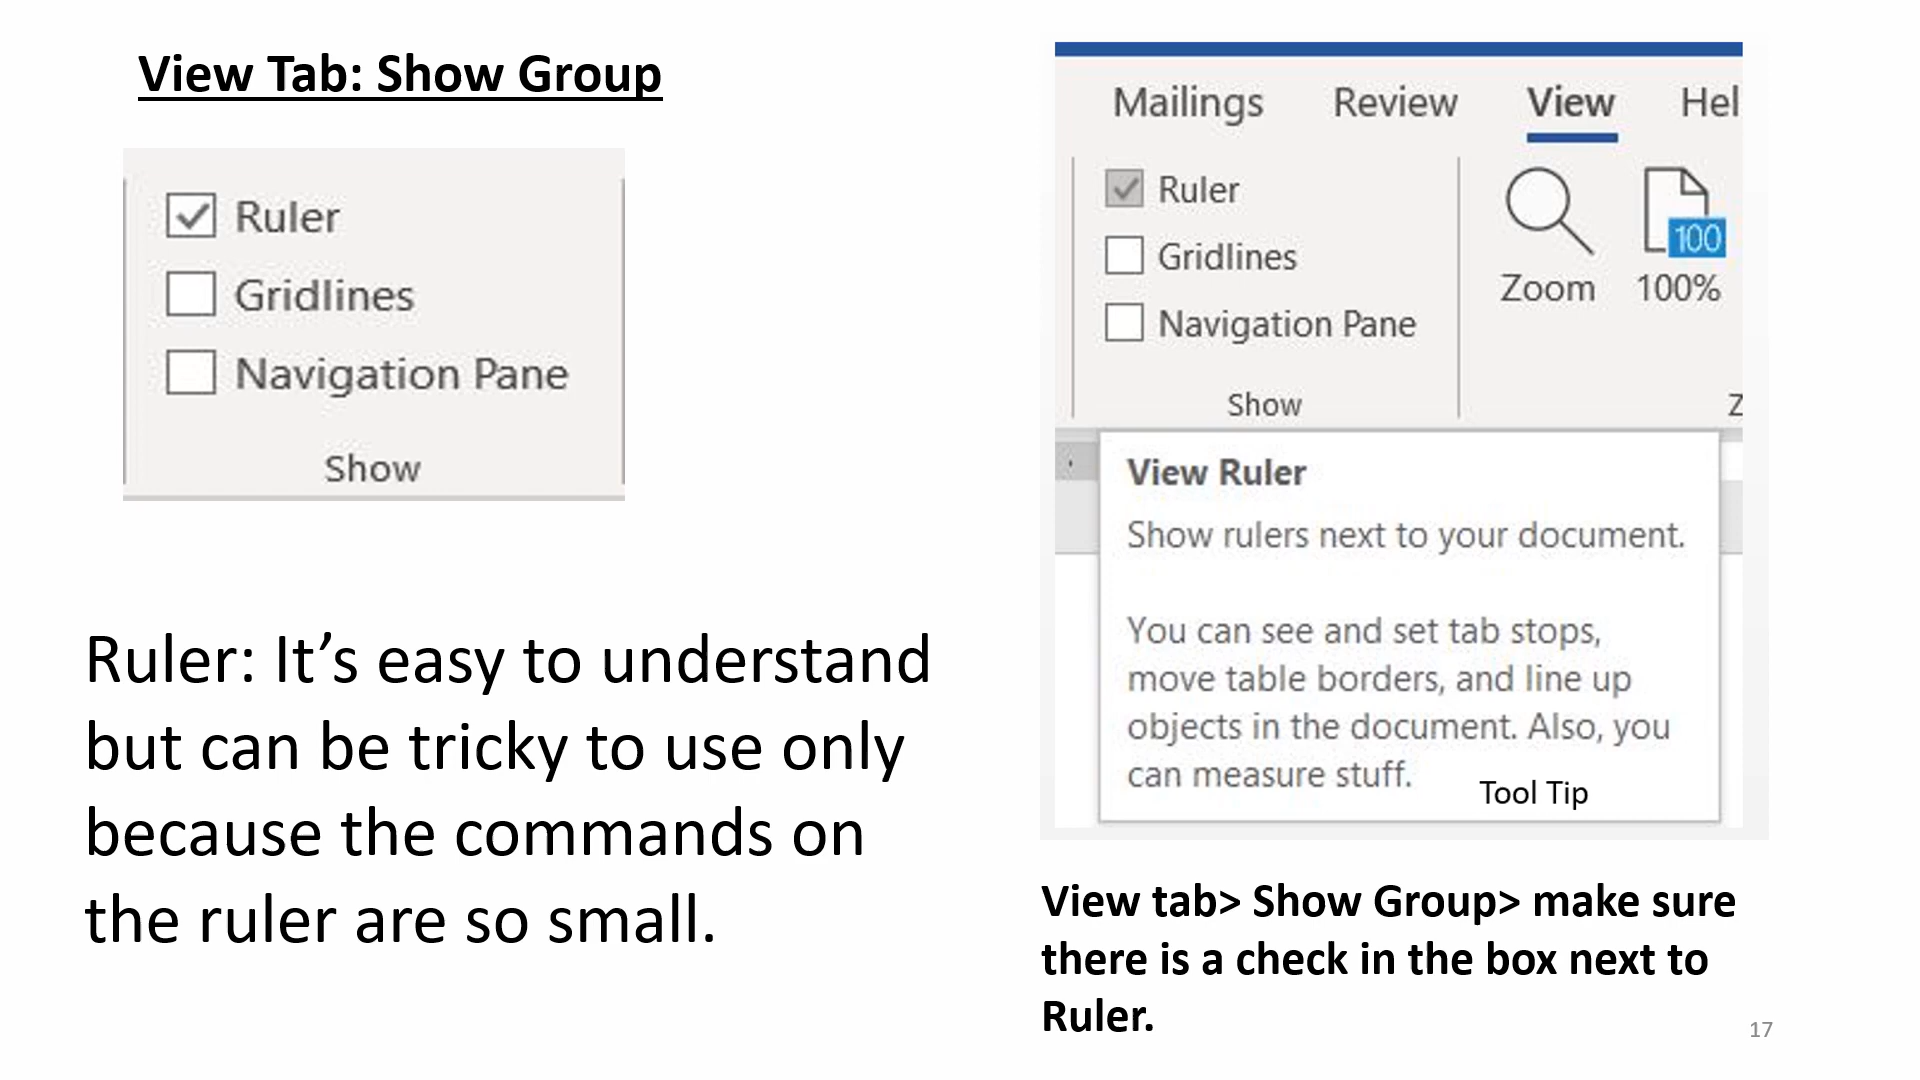 View Tab: Show Group
Ruler
Gridlines
Navigation Pane
Show
Ruler: It’s easy to understand
but can be tricky to use only
because the commands on
the ruler are so small.
Mailings Review View Hel
Ruler
Gridlines
Navigation Pane
Show
100
Zoom 100%
Z
View Ruler
Show rulers next to your document.
You can see and set tab stops,
move table borders, and line up
objects in the document. Also, you
can measure stuff.
Tool Tip
View tab> Show Group> make sure
there is a check in the box next to
Ruler.
17